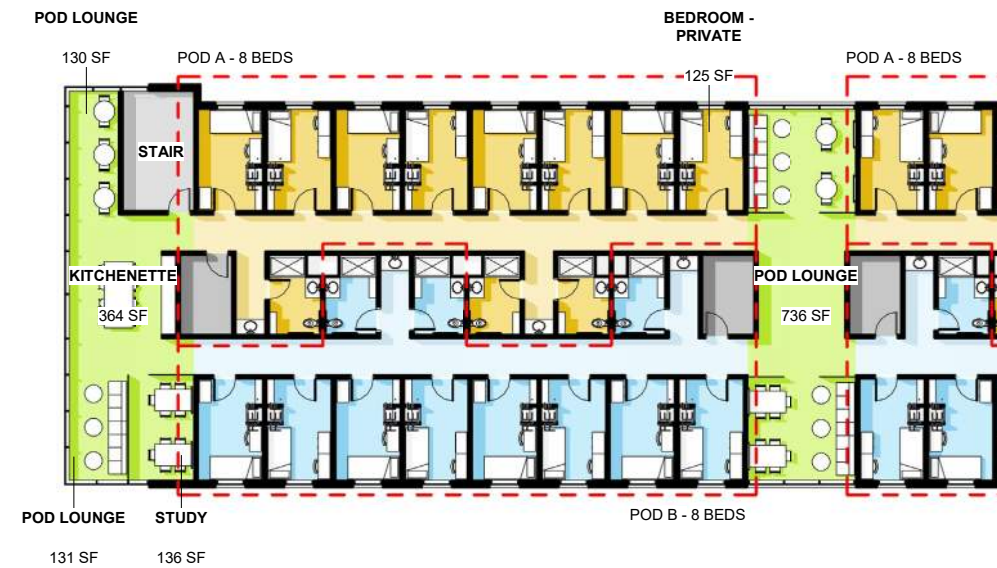 POD LOUNGE
130 SF
POD A - 8 BEDS
BEDROOM -
PRIVATE
125 SF
POD A - 8 BEDS
STAIR
KITCHENETTE
364 SF
POD LOUNGE
736 SF
POD LOUNGE
131 SF
STUDY
136 SF
POD B - 8 BEDS